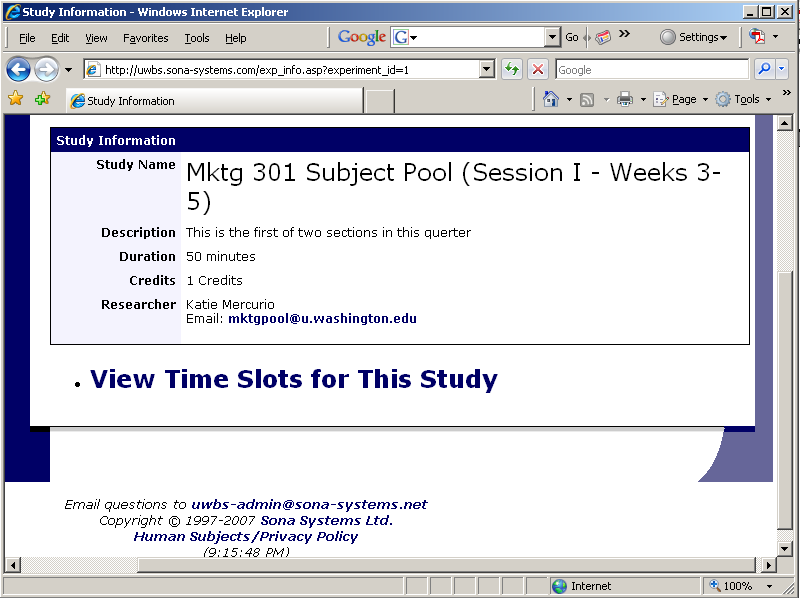 Study Information - Windows Internet Explorer
File Edit View Favorites Tools Help Google G Go » Settings
http://uwbs.sona-systems.com/exp_info.asp?experiment_id=1 Google
Study Information Page Tools »
Study Information
Study Name Mktg 301 Subject Pool (Session I - Weeks 3-
5)
Description This is the first of two sections in this querter
Duration 50 minutes
Credits 1 Credits
Researcher Katie Mercurio
Email: mktgpool@u.washington.edu
• View Time Slots for This Study
Email questions to uwbs-admin@sona-systems.net
Copyright © 1997-2007 Sona Systems Ltd.
Human Subjects/Privacy Policy
(9:15:48 PM)
Internet 100%